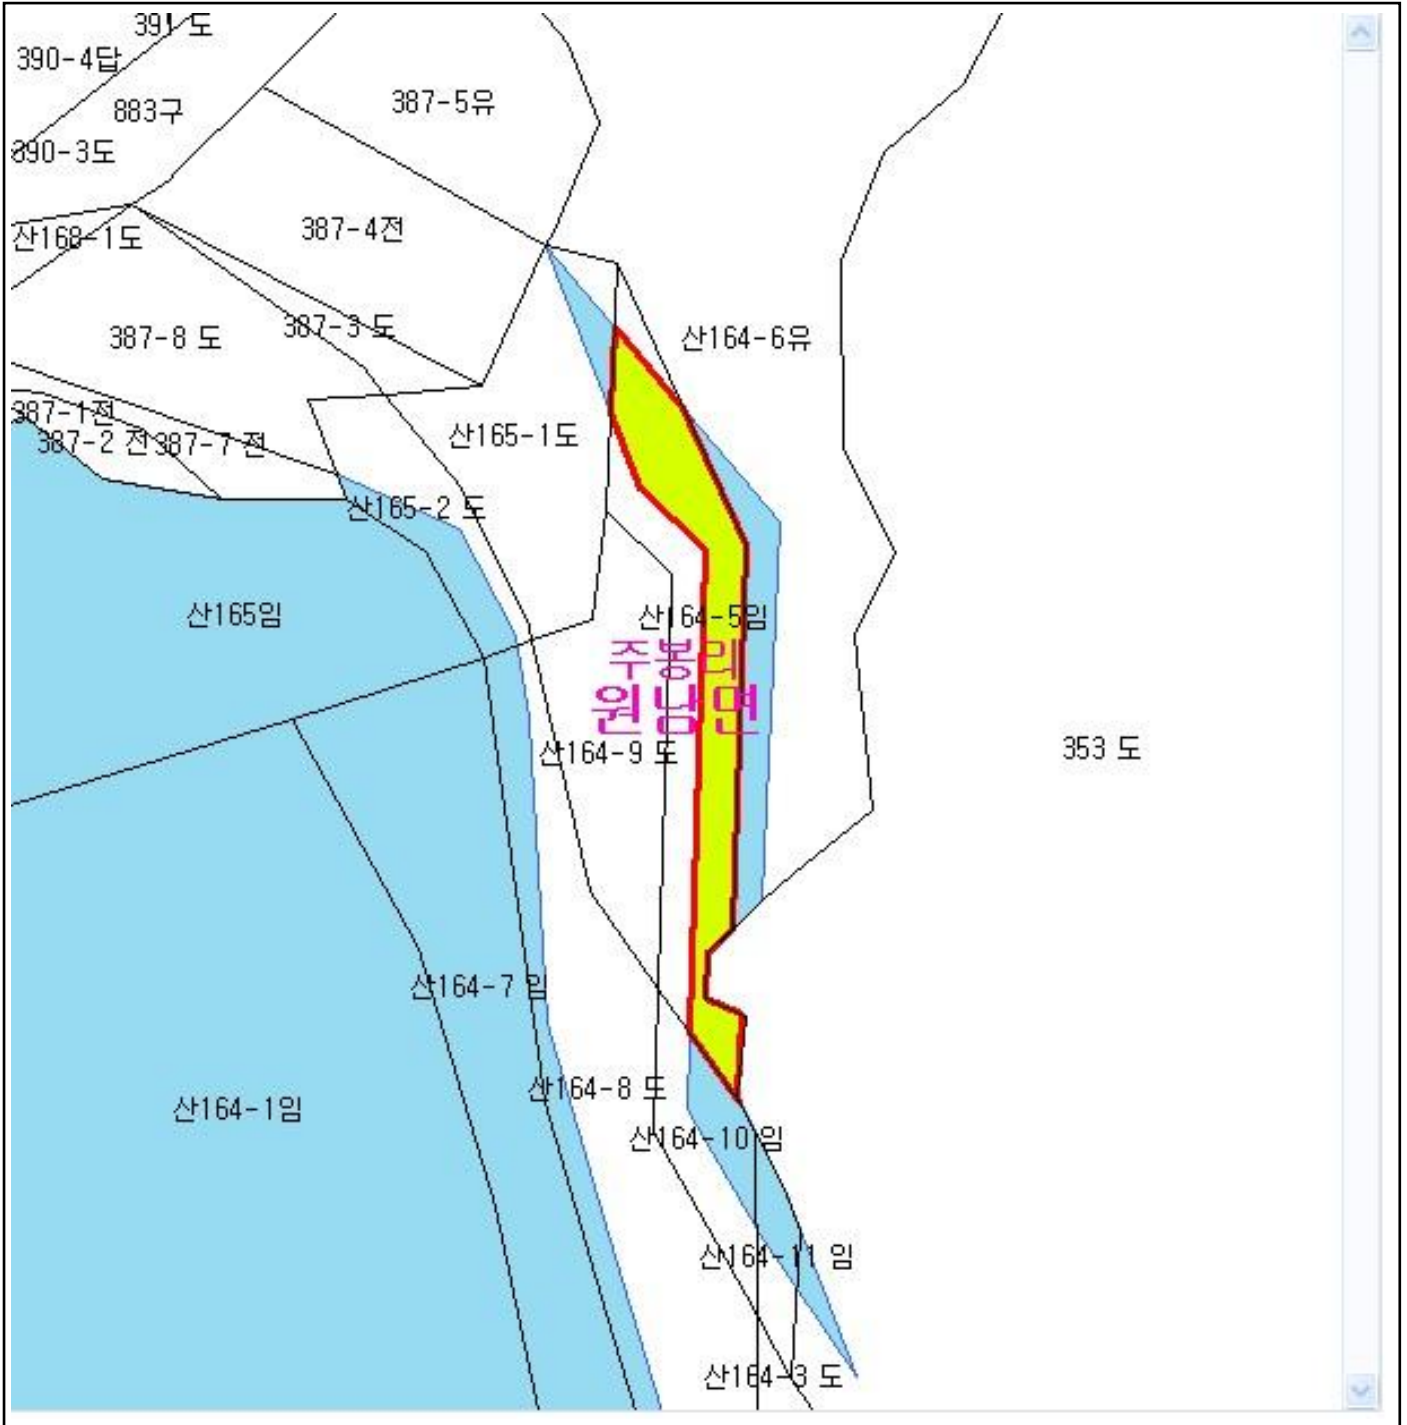 391 도
390-4답
387-5유
883구
390-3도
387-4전
산168-1도
387-3 도
387-8 도
산164-6유
387-1전
387-2 전
387-7 전
산165-1도
산165-2 도
산165임
산164-5임
주봉리
원남면
산164-9 도
353 도
산164-7 임
산164-8 도
산164-1임
산164-10 임
산164-11 임
산164-3 도